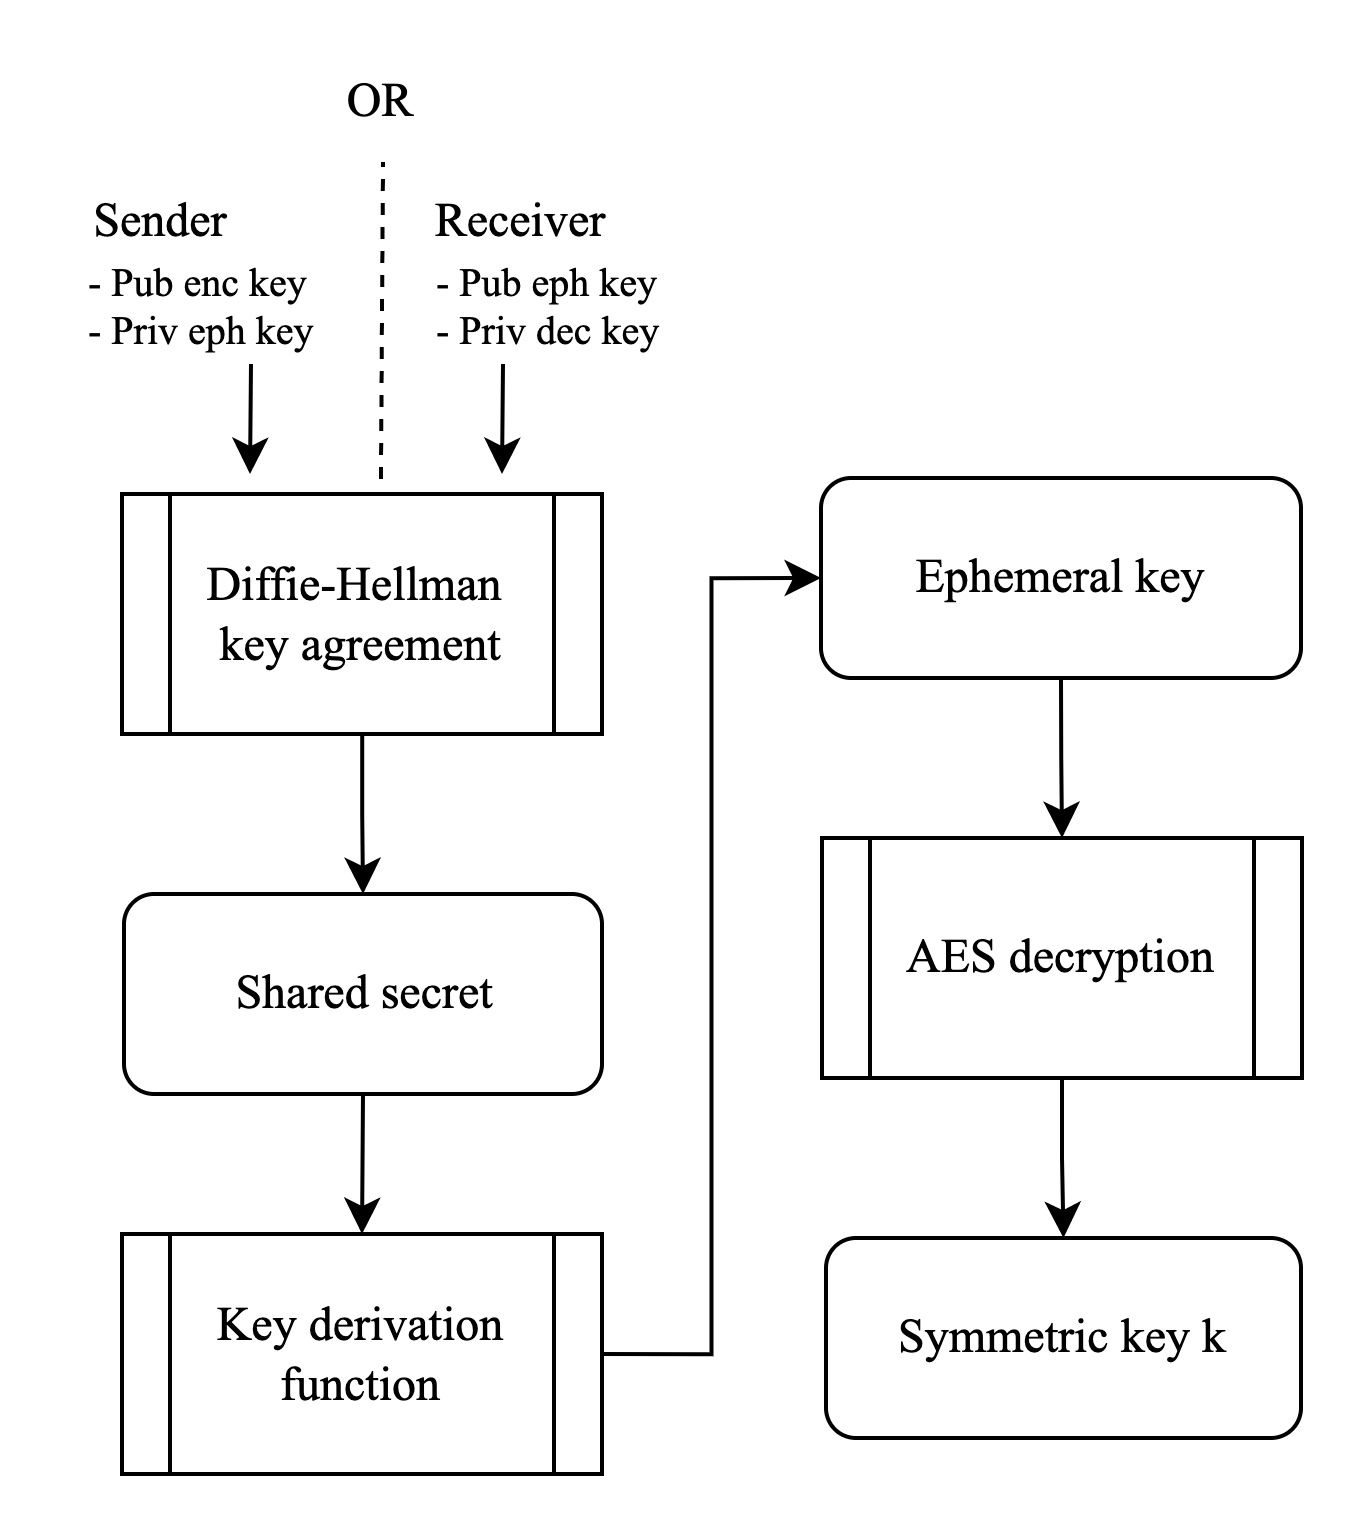 OR
Sender
- Pub enc key
- Priv eph key
Receiver
- Pub eph key
- Priv dec key
Diffie-Hellman
key agreement
Shared secret
Key derivation
function
Ephemeral key
AES decryption
Symmetric key k